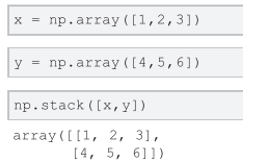 x = np.array([1,2,3])
y = np.array([4,5,6])
np.stack([x,y])
array([[1, 2, 3],
       [4, 5, 6]])